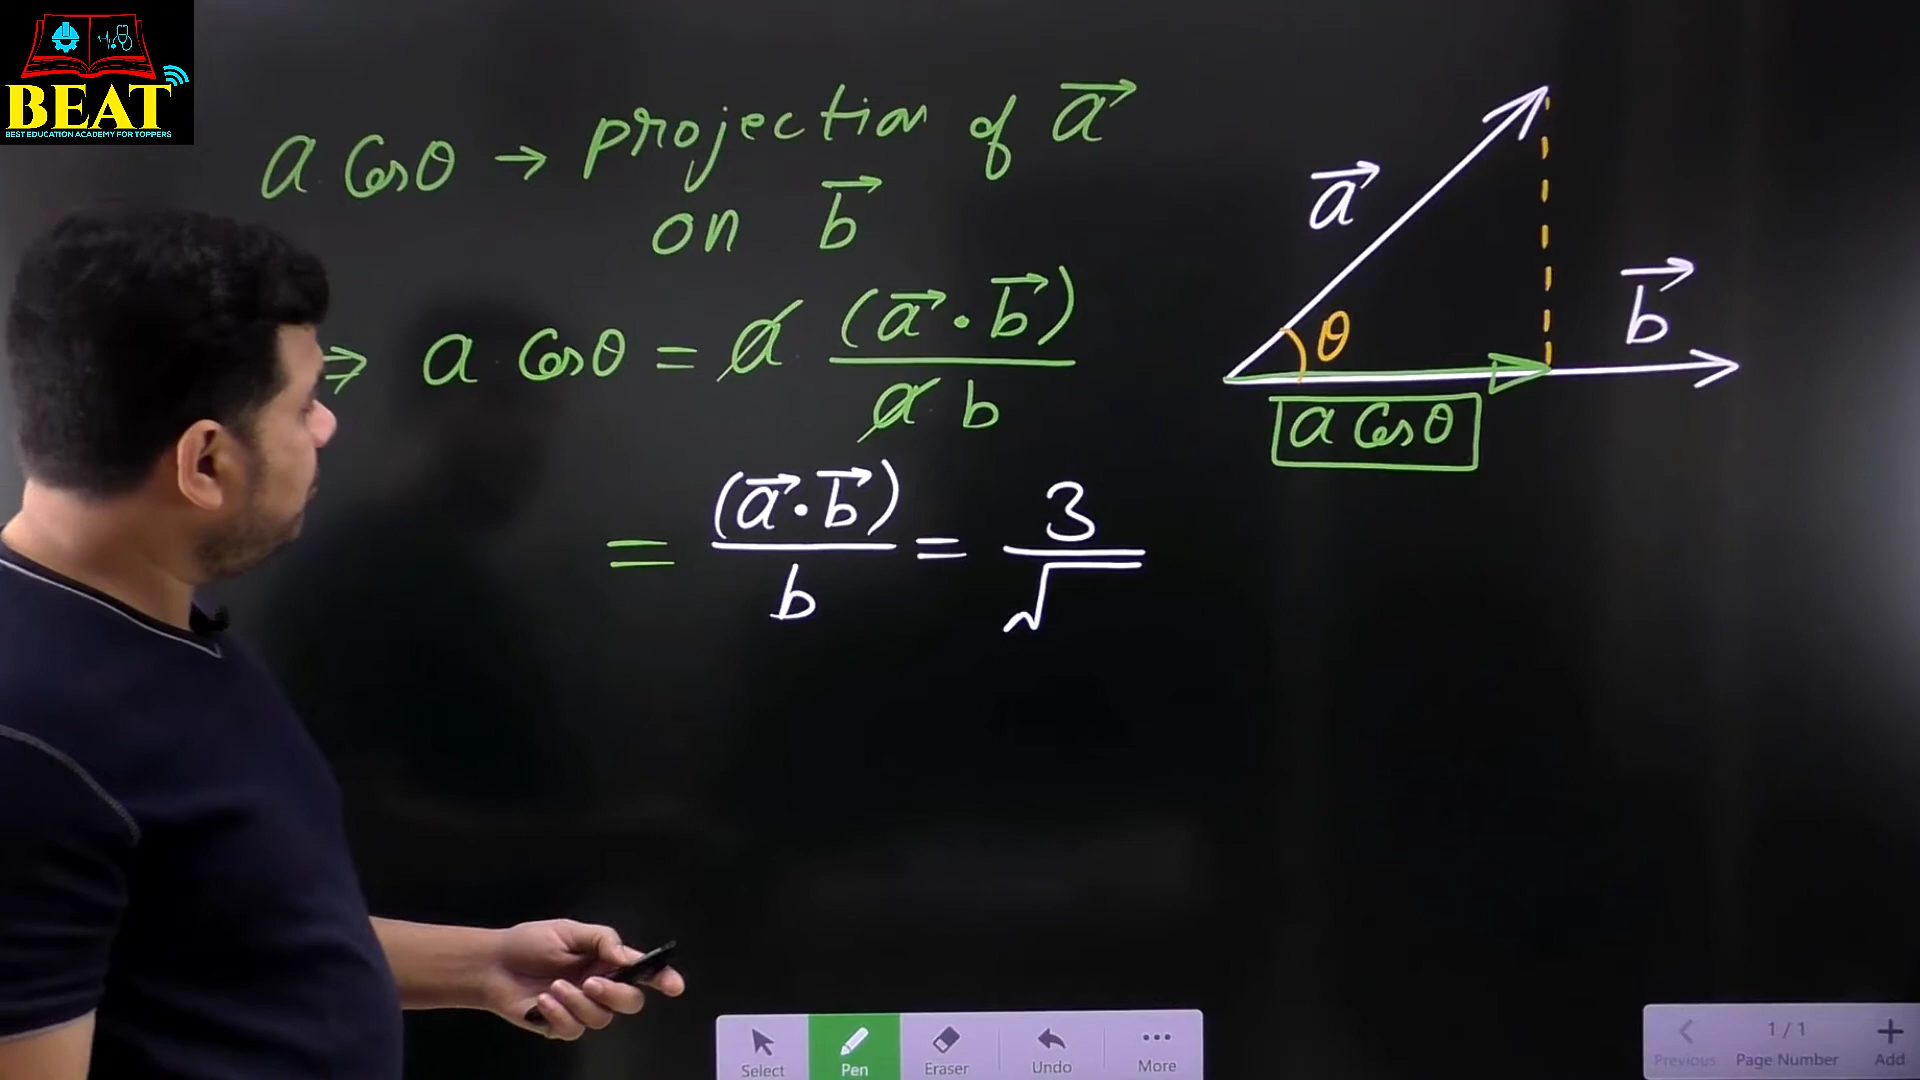 BEAT
BEST EDUCATION ACADEMY FOR TOPPERS
a Cosθ → projection of a⃗
on b⃗
⇒ a Cosθ = a (a⃗ · b⃗) / a b
= (a⃗ · b⃗) / b = 3 / √
a⃗
θ
b⃗
a Cosθ
Select Pen Eraser Undo More
1 / 1
Previous Page Number Add